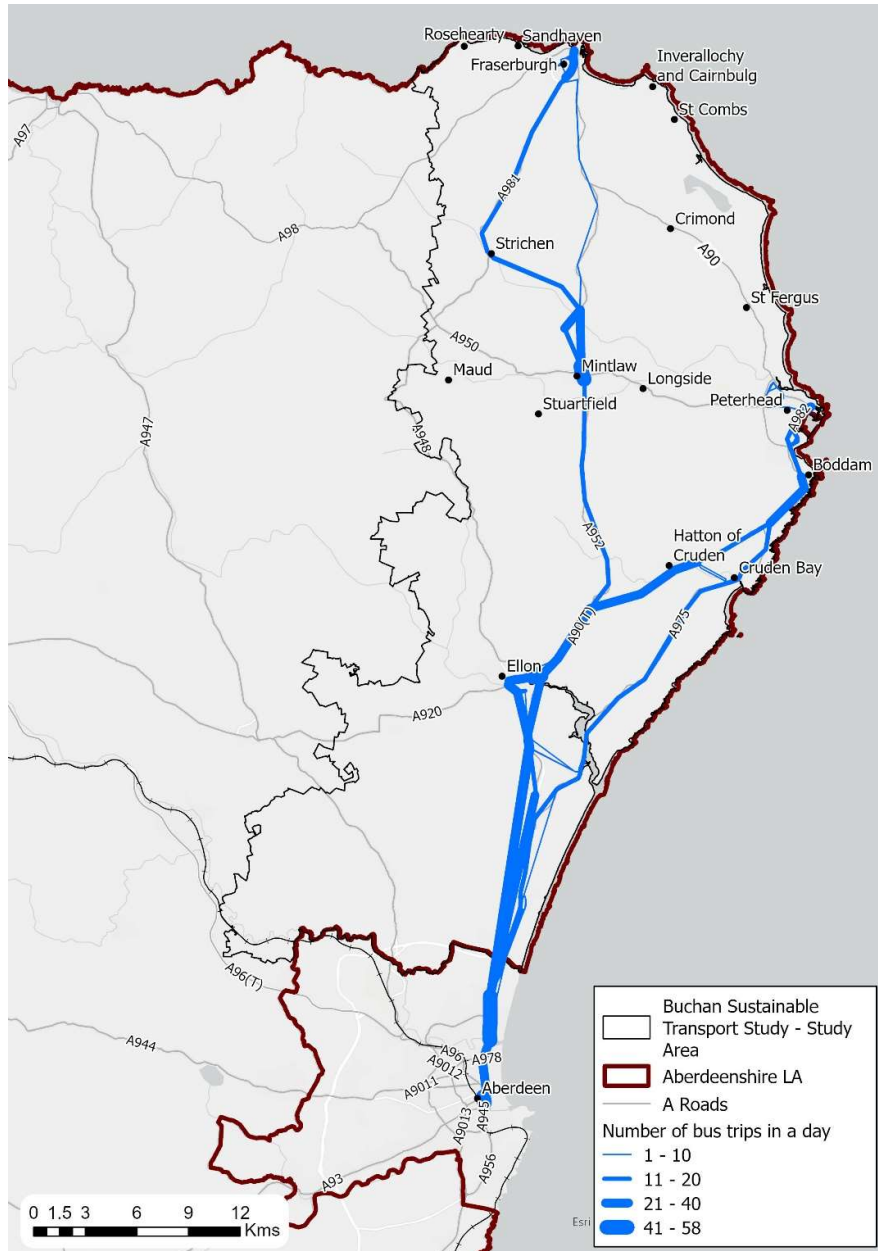 Rosehearty
Sandhaven
Fraserburgh
Inverallochy
and Cairnbulg
St Combs
A97
A981
A98
Strichen
Crimond
A90
St Fergus
A950
Maud
Mintlaw
Longside
Stuartfield
Peterhead
A982
A947
A948
Boddam
A952
Hatton of
Cruden
Cruden Bay
A90(T)
A975
Ellon
A920
A96(T)
A944
A96
A978
A9012
A9011
Aberdeen
A9013
A945
A956
A93
Buchan Sustainable
Transport Study - Study
Area
Aberdeenshire LA
A Roads
Number of bus trips in a day
1 - 10
11 - 20
21 - 40
41 - 58
0 1.5 3 6 9 12
Kms
Esri